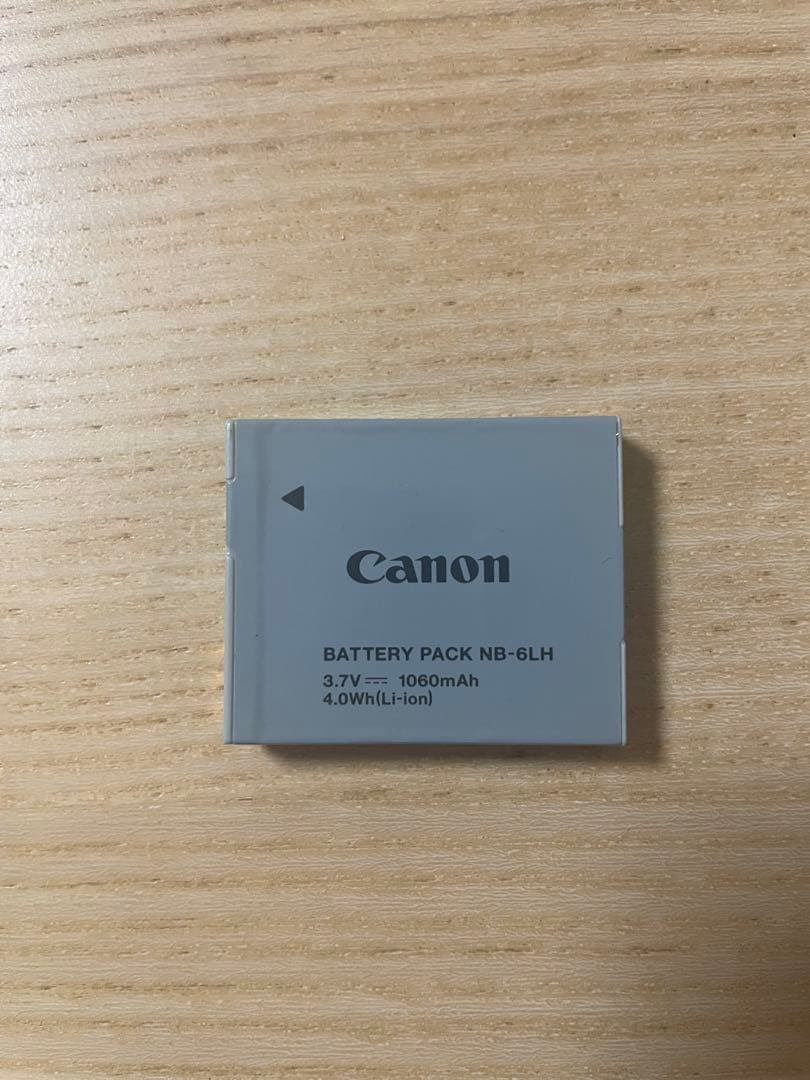 Canon
BATTERY PACK NB-6LH
3.7V⎓ 1060mAh
4.0Wh(Li-ion)